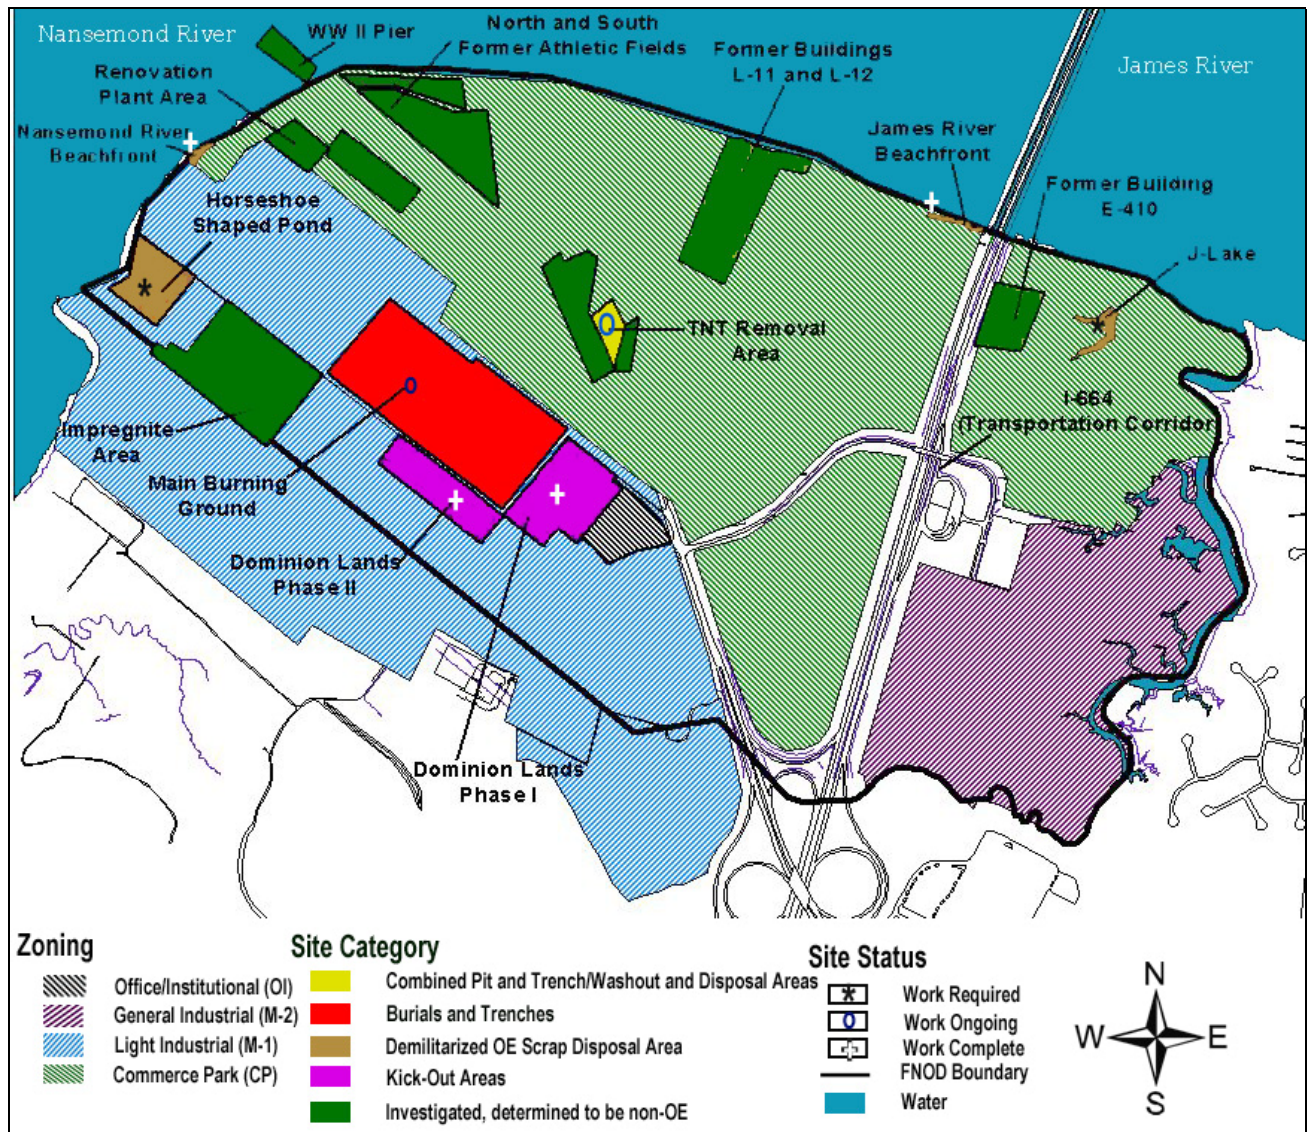 Nansemond River
WW II Pier
North and South
Former Athletic Fields
Former Buildings
L-11 and L-12
James River
Renovation
Plant Area
Nansemond River
Beachfront
James River
Beachfront
Former Building
E-410
Horseshoe
Shaped Pond
J-Lake
*
*
O
TNT Removal
Area
O
I-664
(Transportation Corridor
Impregnite
Area
Main Burning
Ground
Dominion Lands
Phase II
Dominion Lands
Phase I
Zoning
Office/Institutional (OI)
General Industrial (M-2)
Light Industrial (M-1)
Commerce Park (CP)
Site Category
Combined Pit and Trench/Washout and Disposal Areas
Burials and Trenches
Demilitarized OE Scrap Disposal Area
Kick-Out Areas
Investigated, determined to be non-OE
Site Status
* Work Required
O Work Ongoing
Work Complete
FNOD Boundary
Water
N
W E
S